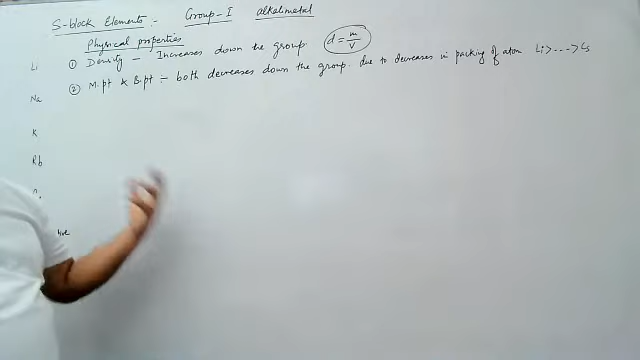 S-block Elements :- Group-I alkalimetal
Physical properties
① Density - Increases down the group. d = m/V
② M.pt & B.pt :- both decreases down the group. due to decreases in packing of atom Li>....> Cs
Li
Na
K
Rb